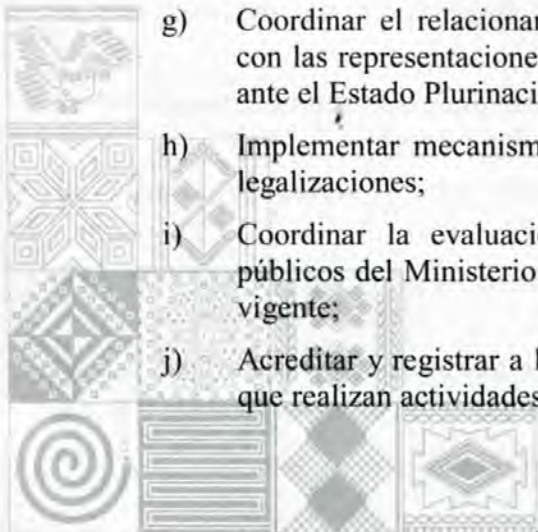 g) Coordinar el relacionam
con las representacione
ante el Estado Plurinaci
h) Implementar mecanism
legalizaciones;
i) Coordinar la evaluaci
públicos del Ministerio
vigente;
j) Acreditar y registrar a l
que realizan actividades